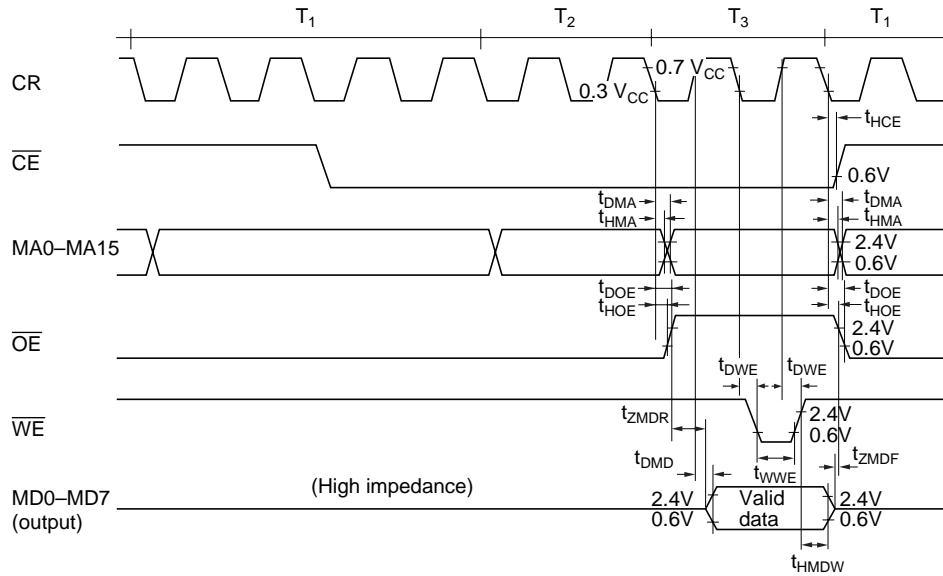 T1 T2 T3 T1
CR
0.7 VCC
0.3 VCC
tHCE
CE
0.6V
tDMA tDMA
tHMA tHMA
MA0–MA15
2.4V
0.6V
tDOE tDOE
tHOE tHOE
OE
2.4V
0.6V
tDWE tDWE
WE
tZMDR
2.4V
0.6V
tDMD
tWWE
tZMDF
MD0–MD7
(output)
(High impedance)
2.4V
0.6V
Valid
data
2.4V
0.6V
tHMDW